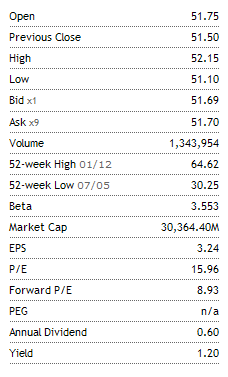 Open 51.75
Previous Close 51.50
High 52.15
Low 51.10
Bid x1 51.69
Ask x9 51.70
Volume 1,343,954
52-week High 01/12 64.62
52-week Low 07/05 30.25
Beta 3.553
Market Cap 30,364.40M
EPS 3.24
P/E 15.96
Forward P/E 8.93
PEG n/a
Annual Dividend 0.60
Yield 1.20